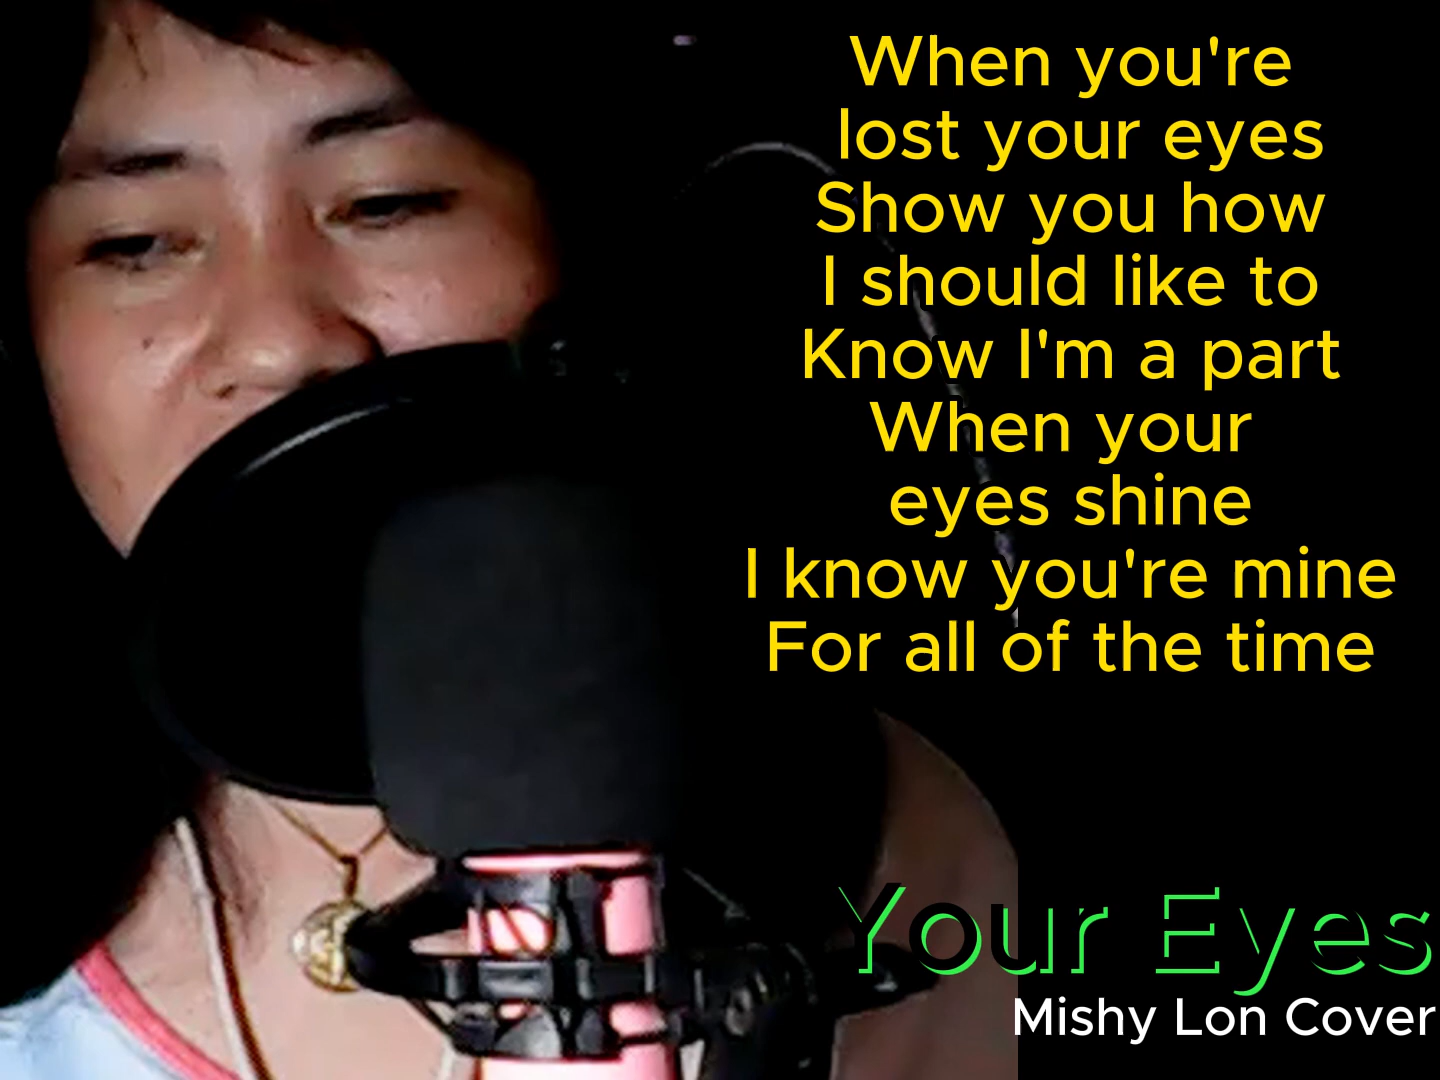 When you're
lost your eyes
Show you how
I should like to
Know I'm a part
When your
eyes shine
I know you're mine
For all of the time
Your Eyes
Mishy Lon Cover